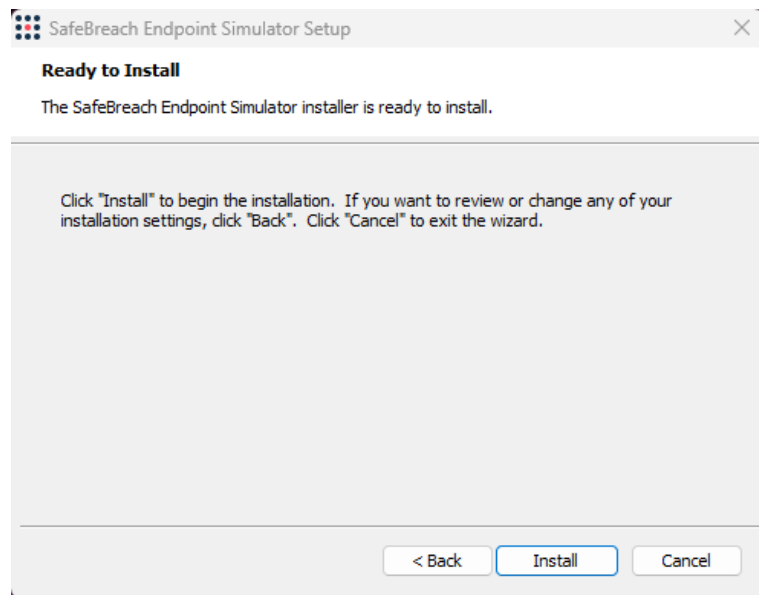 SafeBreach Endpoint Simulator Setup
Ready to Install
The SafeBreach Endpoint Simulator installer is ready to install.
Click "Install" to begin the installation.  If you want to review or change any of your
installation settings, click "Back".  Click "Cancel" to exit the wizard.
< Back
Install
Cancel